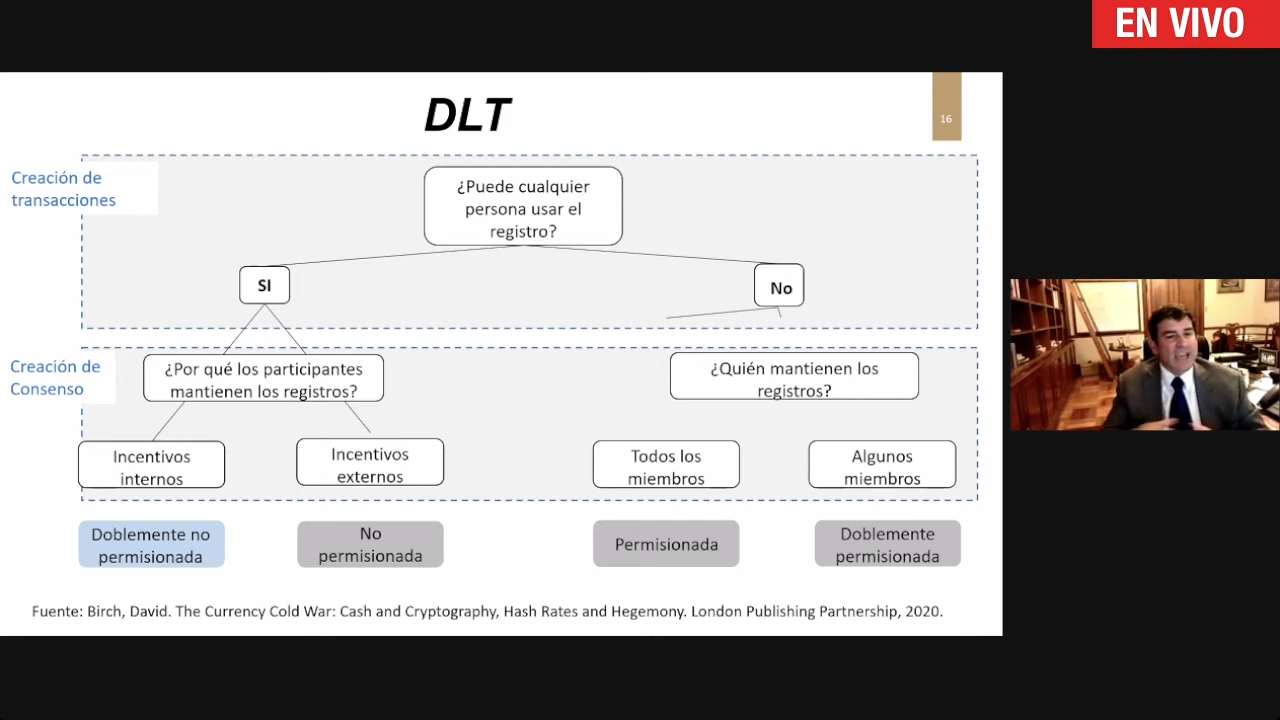 EN VIVO
DLT
16
Creación de
transacciones
¿Puede cualquier
persona usar el
registro?
SI
No
Creación de
Consenso
¿Por qué los participantes
mantienen los registros?
¿Quién mantienen los
registros?
Incentivos
internos
Incentivos
externos
Todos los
miembros
Algunos
miembros
Doblemente no
permisionada
No
permisionada
Permisionada
Doblemente
permisionada
Fuente: Birch, David. The Currency Cold War: Cash and Cryptography, Hash Rates and Hegemony. London Publishing Partnership, 2020.